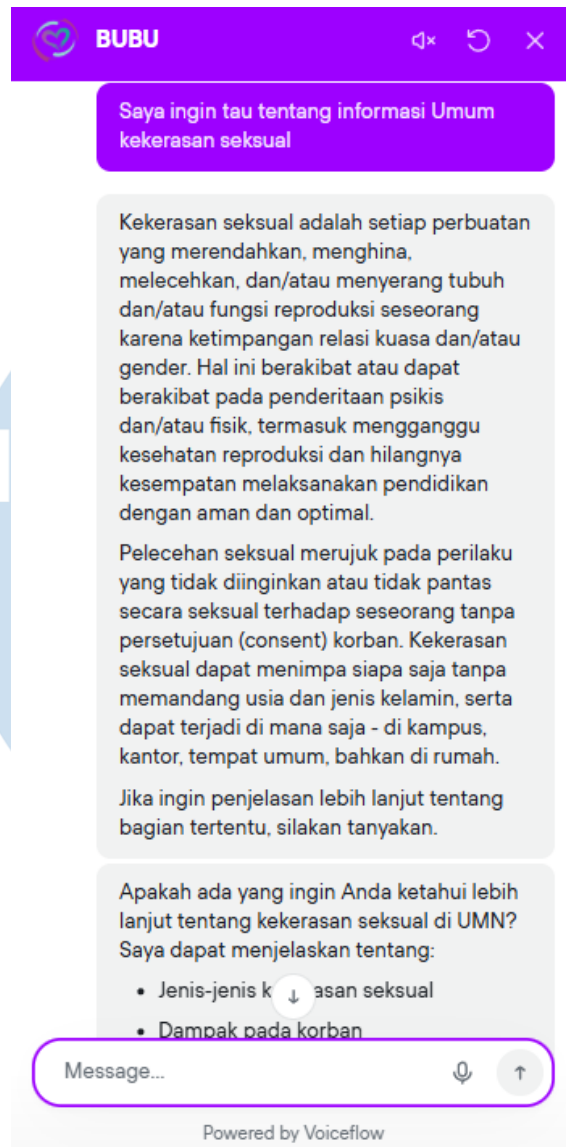 BUBU
Saya ingin tau tentang informasi Umum
kekerasan seksual
Kekerasan seksual adalah setiap perbuatan
yang merendahkan, menghina,
melecehkan, dan/atau menyerang tubuh
dan/atau fungsi reproduksi seseorang
karena ketimpangan relasi kuasa dan/atau
gender. Hal ini berakibat atau dapat
berakibat pada penderitaan psikis
dan/atau fisik, termasuk mengganggu
kesehatan reproduksi dan hilangnya
kesempatan melaksanakan pendidikan
dengan aman dan optimal.
Pelecehan seksual merujuk pada perilaku
yang tidak diinginkan atau tidak pantas
secara seksual terhadap seseorang tanpa
persetujuan (consent) korban. Kekerasan
seksual dapat menimpa siapa saja tanpa
memandang usia dan jenis kelamin, serta
dapat terjadi di mana saja - di kampus,
kantor, tempat umum, bahkan di rumah.
Jika ingin penjelasan lebih lanjut tentang
bagian tertentu, silakan tanyakan.
Apakah ada yang ingin Anda ketahui lebih
lanjut tentang kekerasan seksual di UMN?
Saya dapat menjelaskan tentang:
• Jenis-jenis k asan seksual
• Dampak pada korban
Message...
Powered by Voiceflow